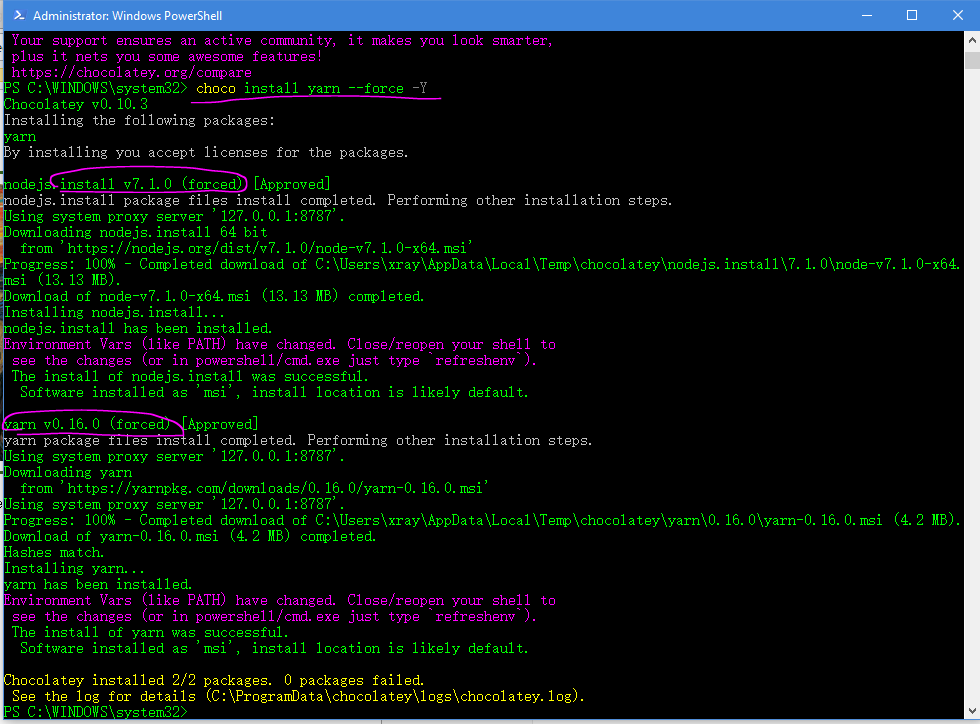 Administrator: Windows PowerShell
Your support ensures an active community, it makes you look smarter,
plus it nets you some awesome features!
https://chocolatey.org/compare
PS C:\WINDOWS\system32> choco install yarn --force -Y
Chocolatey v0.10.3
Installing the following packages:
yarn
By installing you accept licenses for the packages.
nodejs.install v7.1.0 (forced) [Approved]
nodejs.install package files install completed. Performing other installation steps.
Using system proxy server '127.0.0.1:8787'.
Downloading nodejs.install 64 bit
from 'https://nodejs.org/dist/v7.1.0/node-v7.1.0-x64.msi'
Progress: 100% - Completed download of C:\Users\xray\AppData\Local\Temp\chocolatey\nodejs.install\7.1.0\node-v7.1.0-x64.
msi (13.13 MB).
Download of node-v7.1.0-x64.msi (13.13 MB) completed.
Installing nodejs.install...
nodejs.install has been installed.
Environment Vars (like PATH) have changed. Close/reopen your shell to
see the changes (or in powershell/cmd.exe just type `refreshenv`).
The install of nodejs.install was successful.
Software installed as 'msi', install location is likely default.
yarn v0.16.0 (forced) [Approved]
yarn package files install completed. Performing other installation steps.
Using system proxy server '127.0.0.1:8787'.
Downloading yarn
from 'https://yarnpkg.com/downloads/0.16.0/yarn-0.16.0.msi'
Using system proxy server '127.0.0.1:8787'.
Progress: 100% - Completed download of C:\Users\xray\AppData\Local\Temp\chocolatey\yarn\0.16.0\yarn-0.16.0.msi (4.2 MB).
Download of yarn-0.16.0.msi (4.2 MB) completed.
Hashes match.
Installing yarn...
yarn has been installed.
Environment Vars (like PATH) have changed. Close/reopen your shell to
see the changes (or in powershell/cmd.exe just type `refreshenv`).
The install of yarn was successful.
Software installed as 'msi', install location is likely default.
Chocolatey installed 2/2 packages. 0 packages failed.
See the log for details (C:\ProgramData\chocolatey\logs\chocolatey.log).
PS C:\WINDOWS\system32>